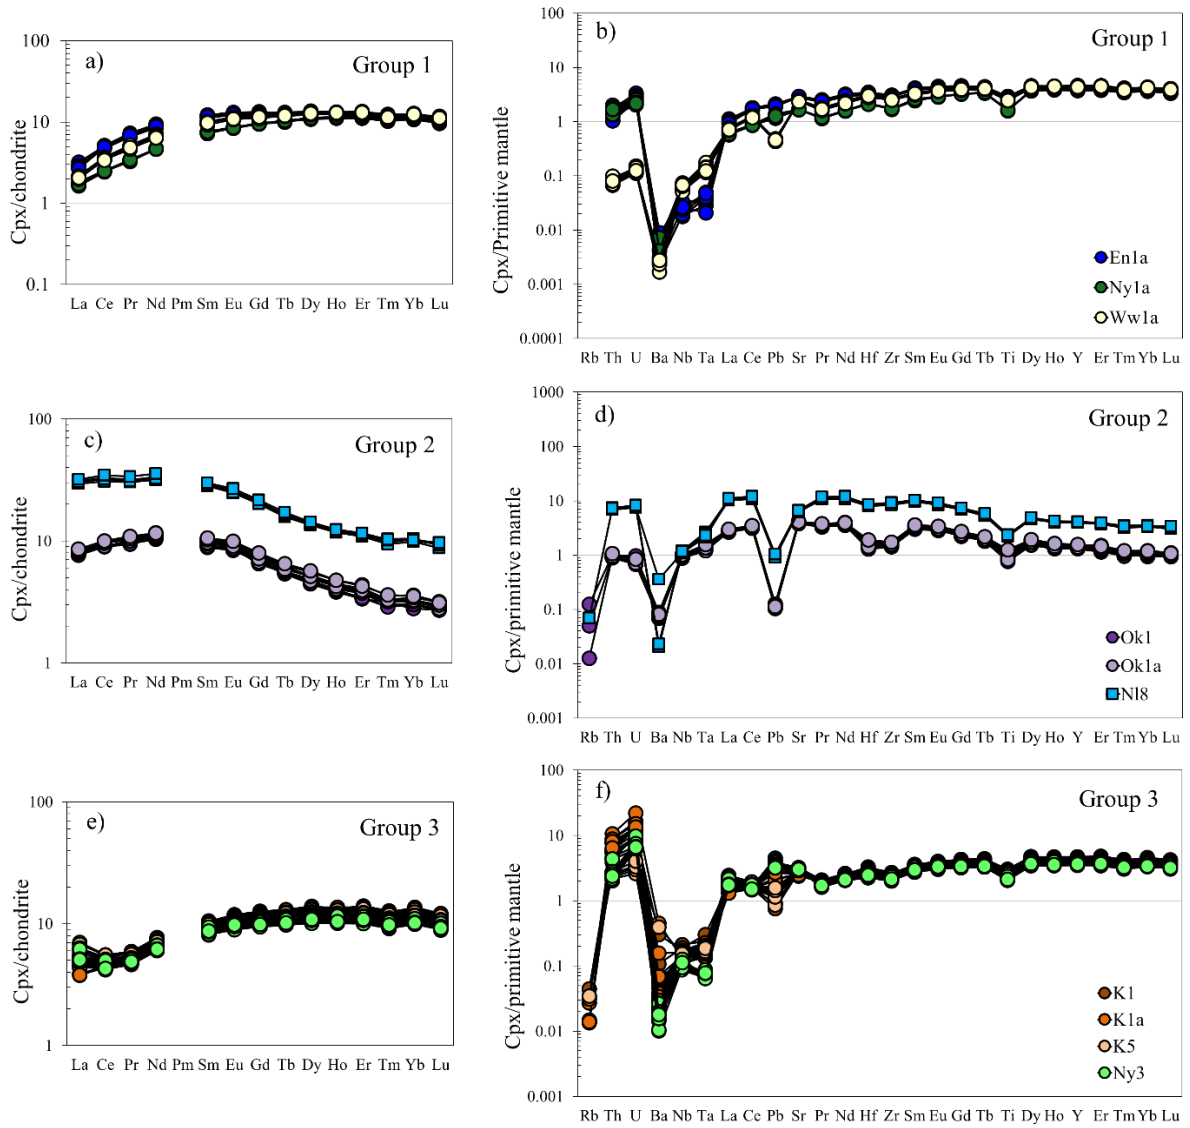 a)
Group 1
Cpx/chondrite
100
10
1
0.1
La Ce Pr Nd Pm Sm Eu Gd Tb Dy Ho Er Tm Yb Lu
b)
Group 1
Cpx/Primitive mantle
100
10
1
0.1
0.01
0.001
0.0001
En1a
Ny1a
Ww1a
Rb Th U Ba Nb Ta La Ce Pb Sr Pr Nd Hf Zr Sm Eu Gd Tb Ti Dy Ho Y Er Tm Yb Lu
c)
Group 2
Cpx/chondrite
100
10
1
La Ce Pr Nd Pm Sm Eu Gd Tb Dy Ho Er Tm Yb Lu
d)
Group 2
Cpx/primitive mantle
1000
100
10
1
0.1
0.01
0.001
Ok1
Ok1a
Nl8
Rb Th U Ba Nb Ta La Ce Pb Sr Pr Nd Hf Zr Sm Eu Gd Tb Ti Dy Ho Y Er Tm Yb Lu
e)
Group 3
Cpx/chondrite
100
10
1
La Ce Pr Nd Pm Sm Eu Gd Tb Dy Ho Er Tm Yb Lu
f)
Group 3
Cpx/primitive mantle
100
10
1
0.1
0.01
0.001
K1
K1a
K5
Ny3
Rb Th U Ba Nb Ta La Ce Pb Sr Pr Nd Hf Zr Sm Eu Gd Tb Ti Dy Ho Y Er Tm Yb Lu